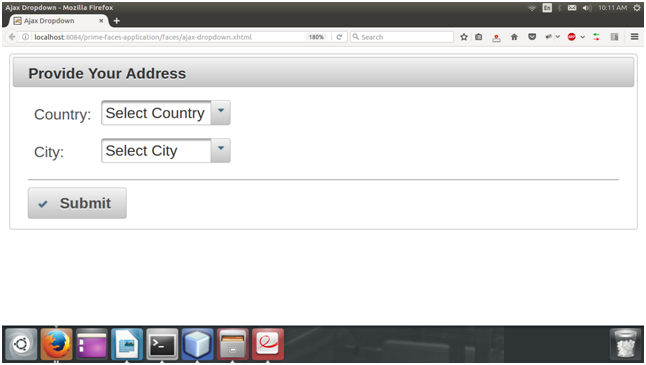 Ajax Dropdown - Mozilla Firefox
En
10:11 AM
Ajax Dropdown
localhost:8084/prime-faces-application/faces/ajax-dropdown.xhtml
180%
Search
ABP
Provide Your Address
Country:
Select Country
City:
Select City
Submit